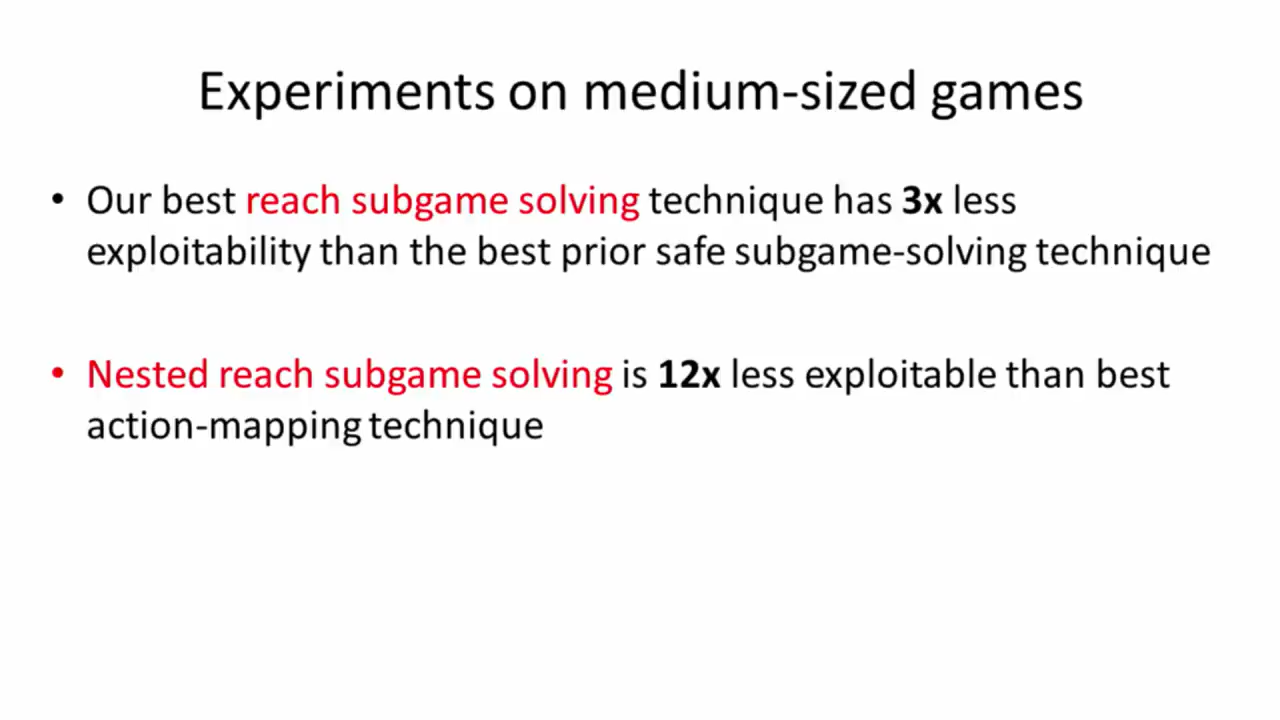 Experiments on medium-sized games
• Our best reach subgame solving technique has 3x less
exploitability than the best prior safe subgame-solving technique
• Nested reach subgame solving is 12x less exploitable than best
action-mapping technique